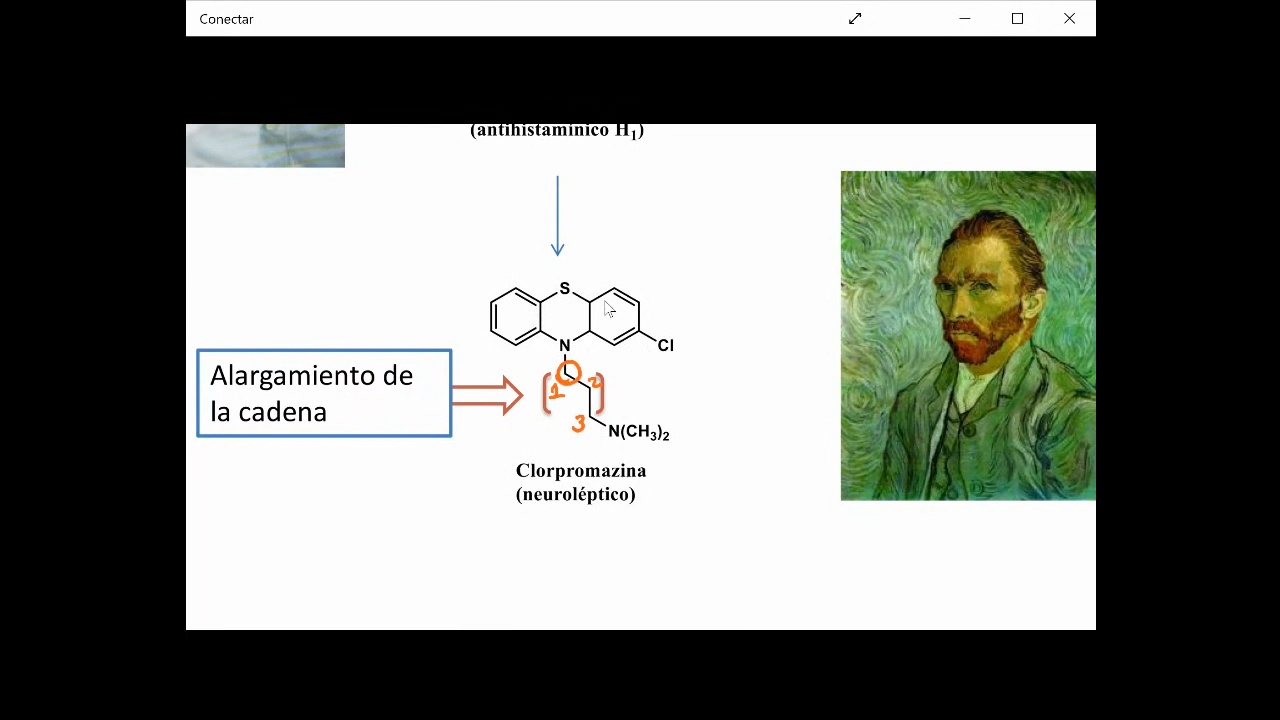 Conectar
(antihistamínico H₁)
S
N
Cl
Alargamiento de
la cadena
1
2
3
N(CH₃)₂
Clorpromazina
(neuroléptico)